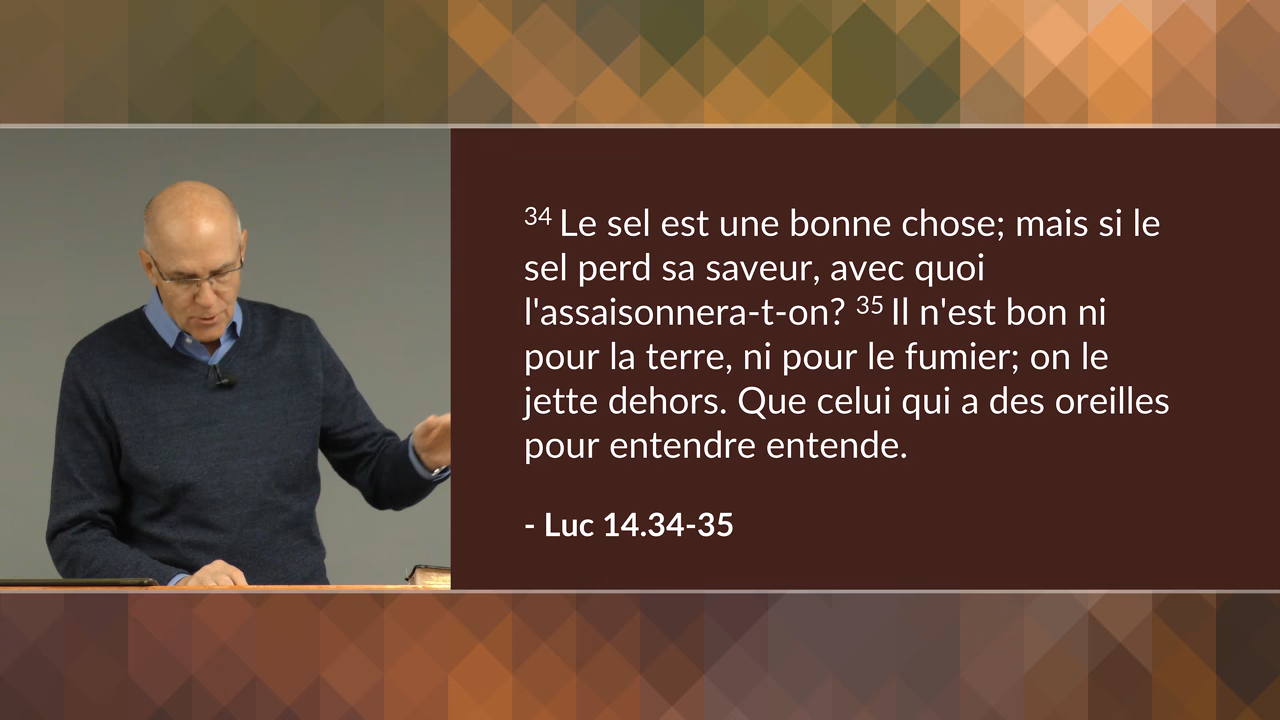 34 Le sel est une bonne chose; mais si le
sel perd sa saveur, avec quoi
l'assaisonnera-t-on? 35 Il n'est bon ni
pour la terre, ni pour le fumier; on le
jette dehors. Que celui qui a des oreilles
pour entendre entende.
- Luc 14.34-35